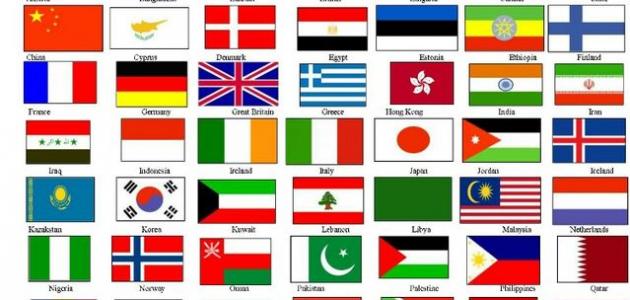 China Cyprus Denmark Egypt Estonia Ethiopia Finland
France Germany Great Britain Greece Hong Kong India Iran
Iraq Indonesia Ireland Italy Japan Jordan Iceland
Kazakstan Korea Kuwait Lebanon Libya Malaysia Netherlands
Nigeria Norway Oman Pakistan Palestine Philippines Qatar